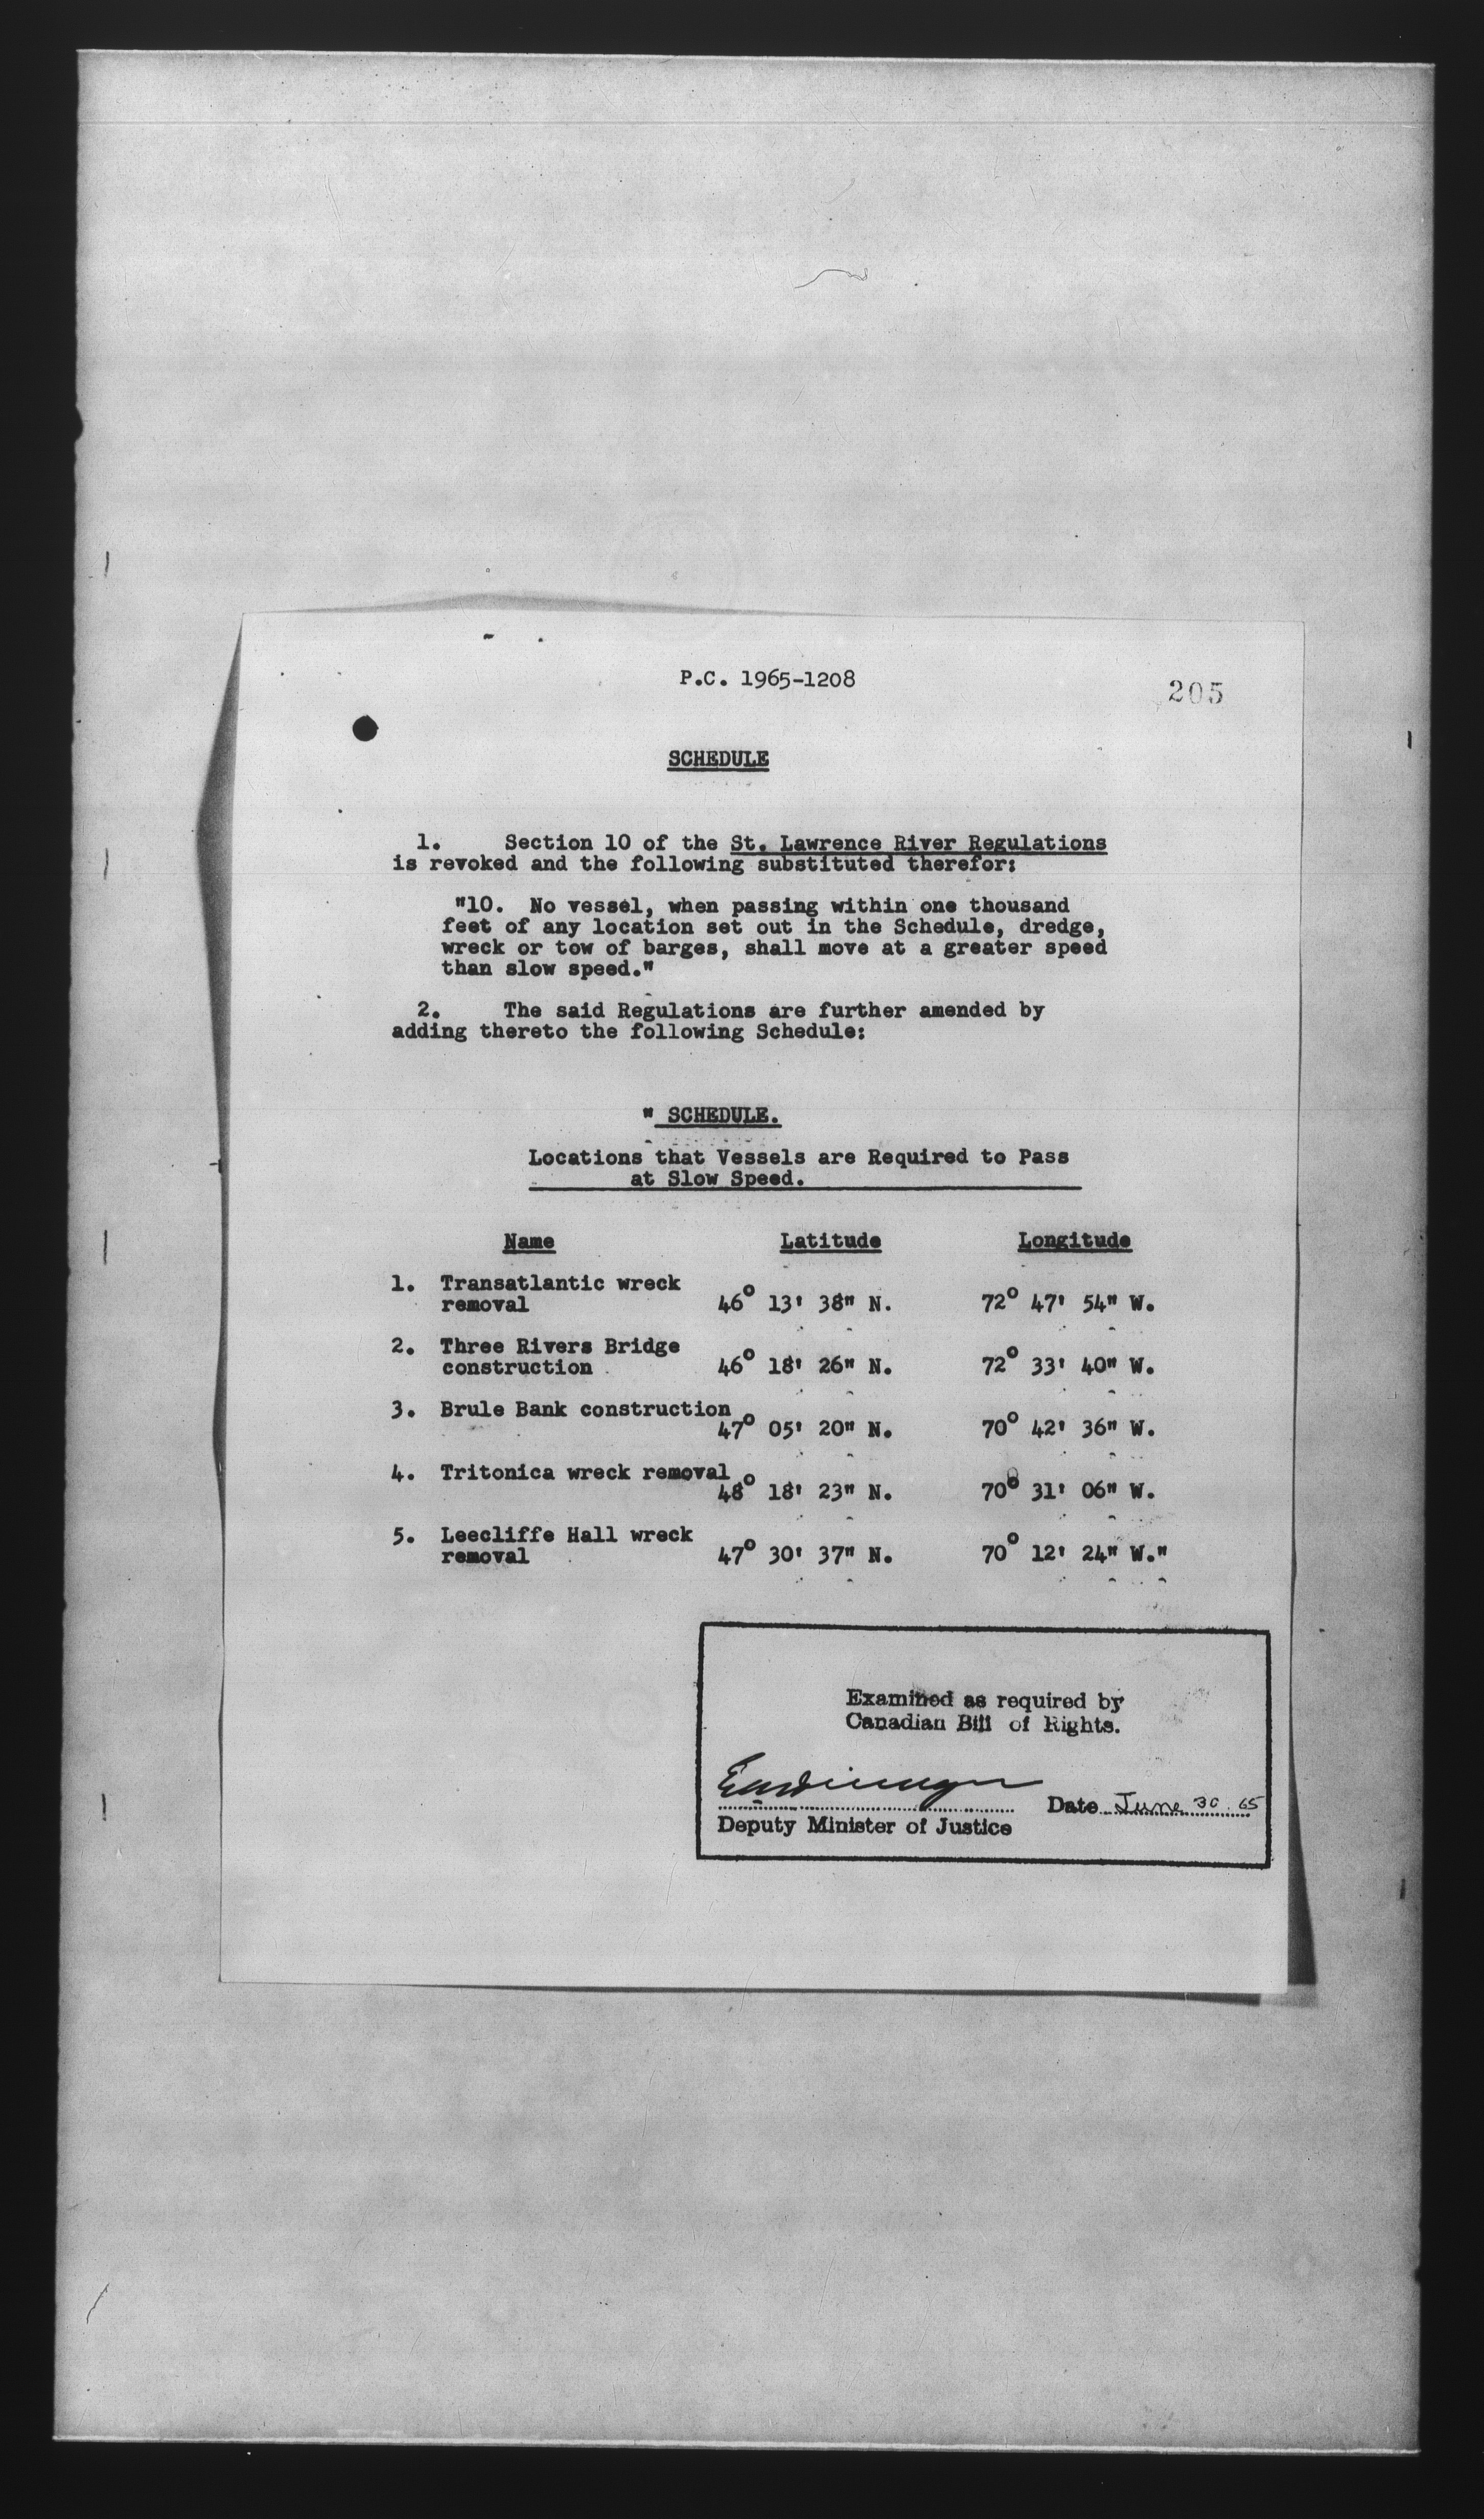 P.C. 1965-1208
205
SCHEDULE
1. Section 10 of the St. Lawrence River Regulations
is revoked and the following substituted therefor:
"10. No vessel, when passing within one thousand
feet of any location set out in the Schedule, dredge,
wreck or tow of barges, shall move at a greater speed
than slow speed."
2. The said Regulations are further amended by
adding thereto the following Schedule:
" SCHEDULE.
Locations that Vessels are Required to Pass
at Slow Speed.
Name Latitude Longitude
1. Transatlantic wreck
removal 46° 13' 38" N. 72° 47' 54" W.
2. Three Rivers Bridge
construction 46° 18' 26" N. 72° 33' 40" W.
3. Brule Bank construction
47° 05' 20" N. 70° 42' 36" W.
4. Tritonica wreck removal
48° 18' 23" N. 70° 31' 06" W.
5. Leecliffe Hall wreck
removal 47° 30' 37" N. 70° 12' 24" W."
Examined as required by
Canadian Bill of Rights.
Date June 30. 65
Deputy Minister of Justice